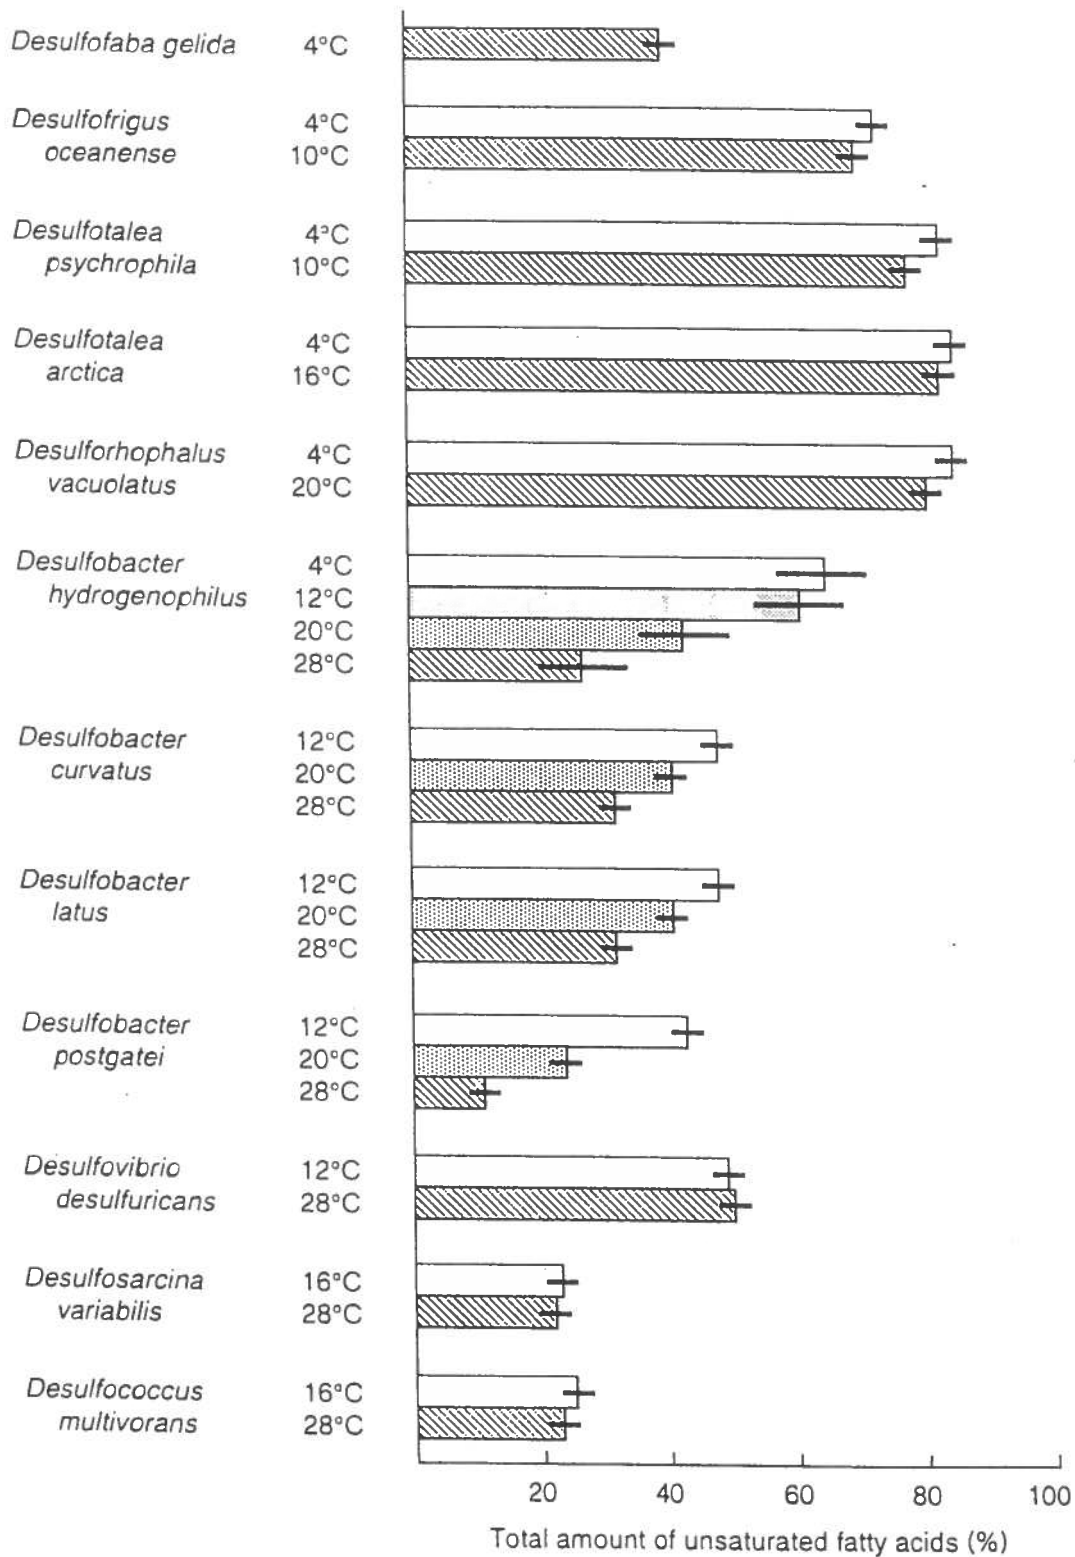 Desulfofaba gelida 4°C
Desulfofrigus 4°C
oceanense 10°C
Desulfotalea 4°C
psychrophila 10°C
Desulfotalea 4°C
arctica 16°C
Desulforhophalus 4°C
vacuolatus 20°C
Desulfobacter 4°C
hydrogenophilus 12°C
20°C
28°C
Desulfobacter 12°C
curvatus 20°C
28°C
Desulfobacter 12°C
latus 20°C
28°C
Desulfobacter 12°C
postgatei 20°C
28°C
Desulfovibrio 12°C
desulfuricans 28°C
Desulfosarcina 16°C
variabilis 28°C
Desulfococcus 16°C
multivorans 28°C
20 40 60 80 100
Total amount of unsaturated fatty acids (%)